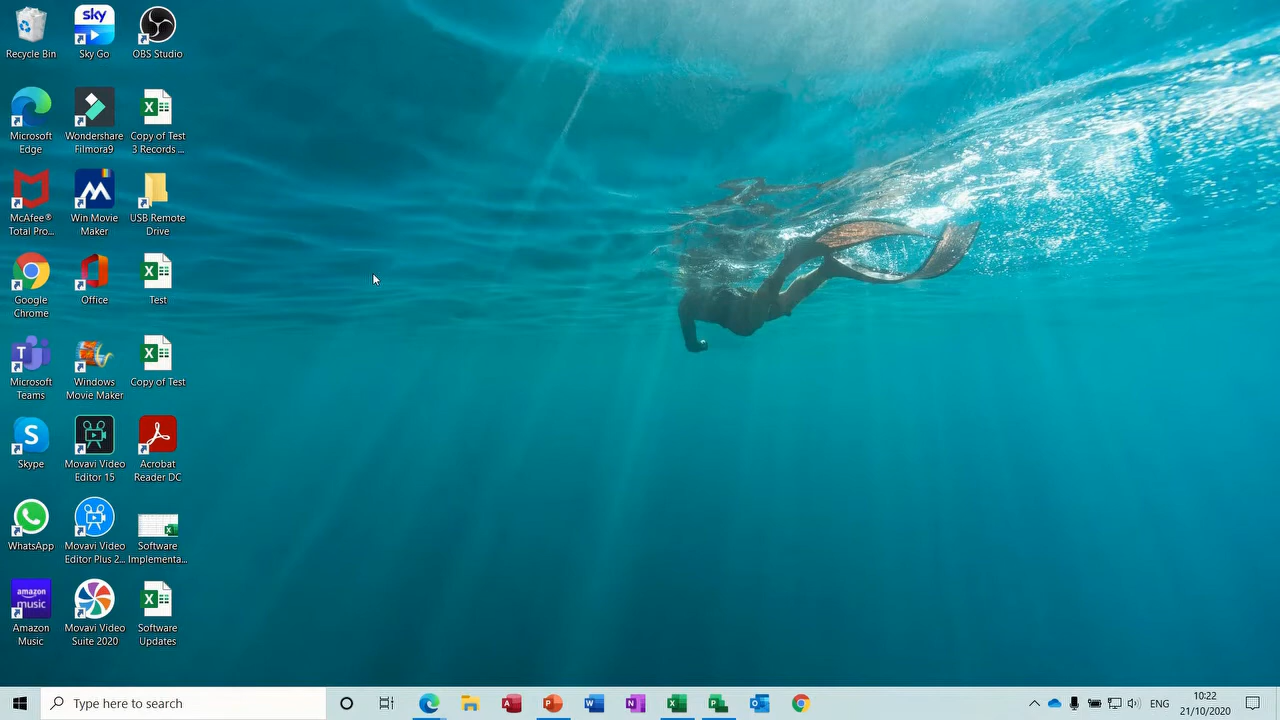 Recycle Bin
sky
Sky Go
OBS Studio
Microsoft
Edge
Wondershare
Filmora9
Copy of Test
3 Records ...
McAfee®
Total Pro...
Win Movie
Maker
USB Remote
Drive
Google
Chrome
Office
Test
Microsoft
Teams
Windows
Movie Maker
Copy of Test
Skype
Movavi Video
Editor 15
Acrobat
Reader DC
WhatsApp
Movavi Video
Editor Plus 2...
Software
Implementa...
amazon
music
Amazon
Music
Movavi Video
Suite 2020
Software
Updates
Type here to search
ENG
10:22
21/10/2020